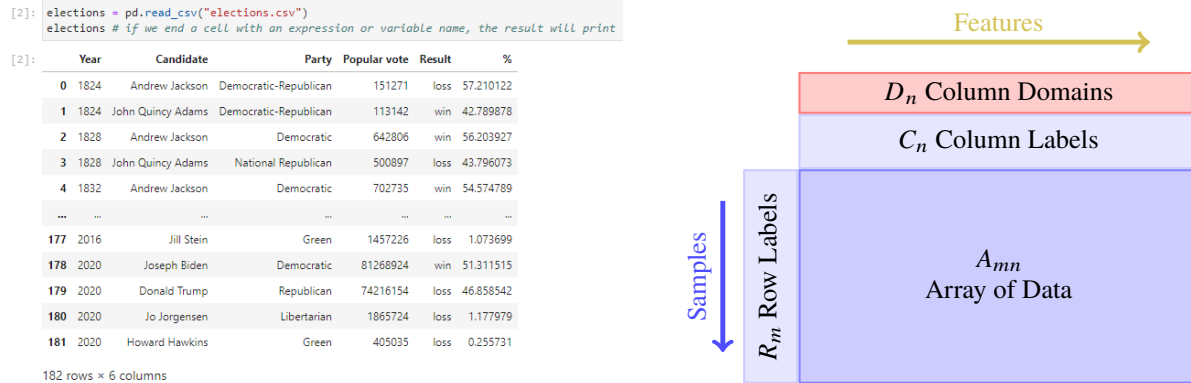 [2]: elections = pd.read_csv("elections.csv")
elections # if we end a cell with an expression or variable name, the result will print
[2]: Year Candidate Party Popular vote Result %
0 1824 Andrew Jackson Democratic-Republican 151271 loss 57.210122
1 1824 John Quincy Adams Democratic-Republican 113142 win 42.789878
2 1828 Andrew Jackson Democratic 642806 win 56.203927
3 1828 John Quincy Adams National Republican 500897 loss 43.796073
4 1832 Andrew Jackson Democratic 702735 win 54.574789
... ... ... ... ... ... ...
177 2016 Jill Stein Green 1457226 loss 1.073699
178 2020 Joseph Biden Democratic 81268924 win 51.311515
179 2020 Donald Trump Republican 74216154 loss 46.858542
180 2020 Jo Jorgensen Libertarian 1865724 loss 1.177979
181 2020 Howard Hawkins Green 405035 loss 0.255731
182 rows × 6 columns
Features
Dn Column Domains
Cn Column Labels
Samples
Rm Row Labels
Amn
Array of Data